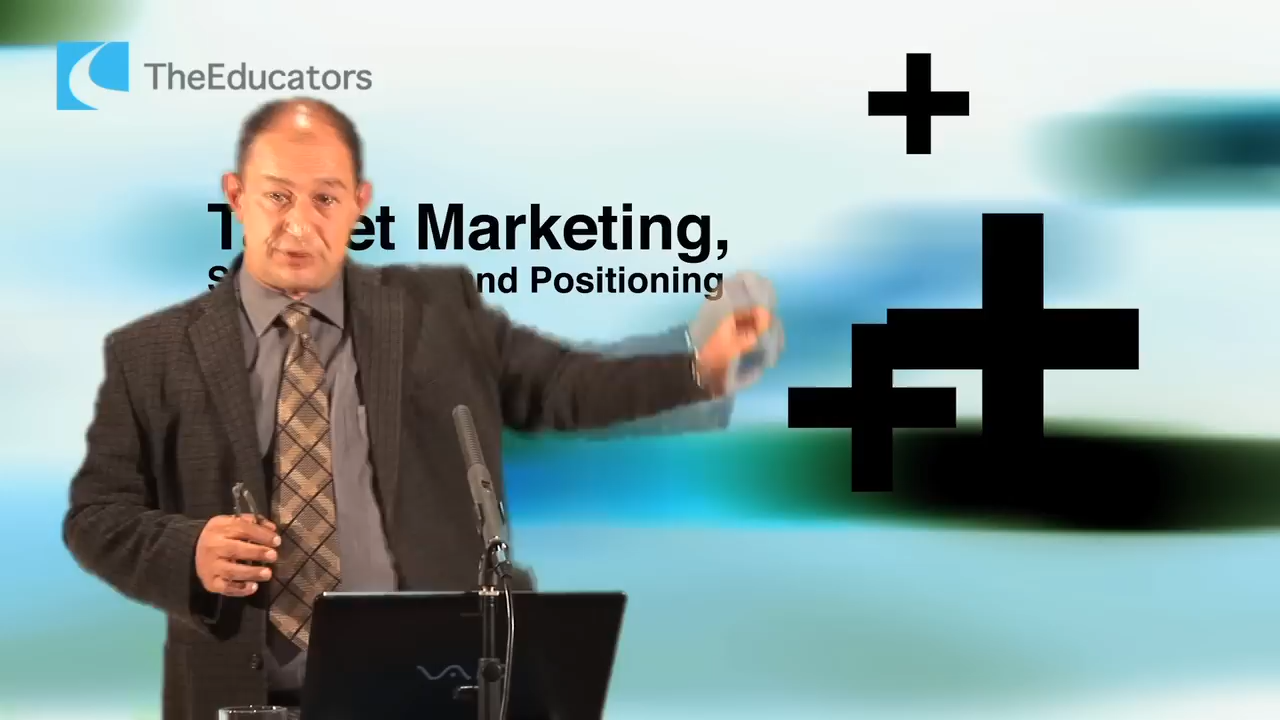 TheEducators
et Marketing,
nd Positioning